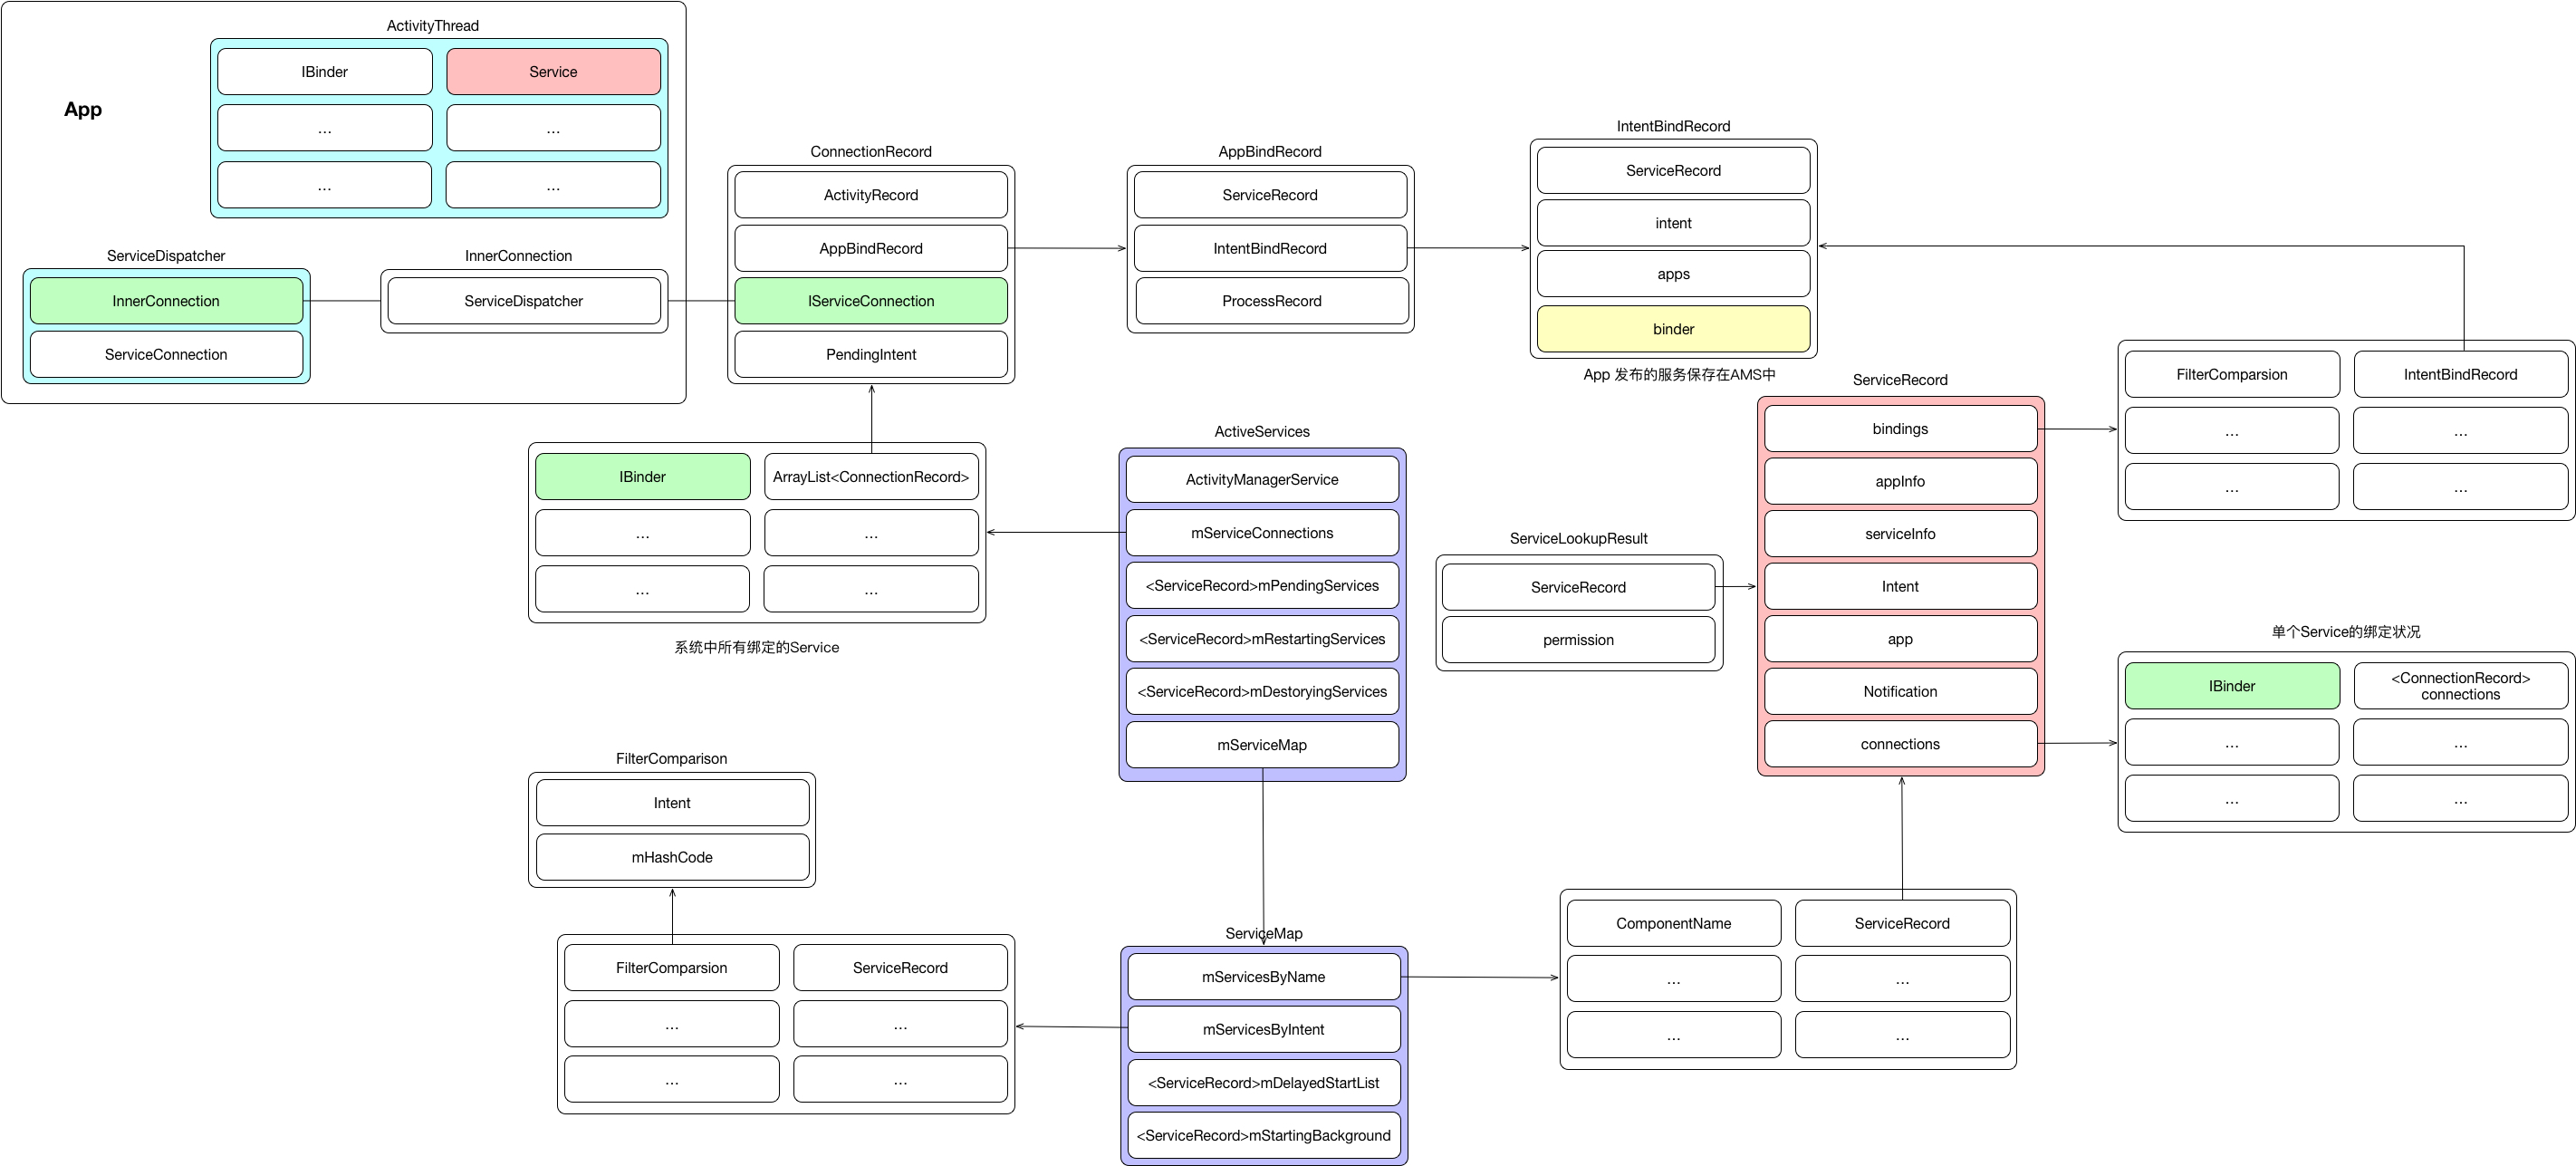 ActivityThread
IBinder
Service
...
...
...
...
App
ServiceDispatcher
InnerConnection
ServiceConnection
InnerConnection
ServiceDispatcher
ConnectionRecord
ActivityRecord
AppBindRecord
IServiceConnection
PendingIntent
AppBindRecord
ServiceRecord
IntentBindRecord
ProcessRecord
IntentBindRecord
ServiceRecord
intent
apps
binder
App 发布的服务保存在AMS中
FilterComparsion
IntentBindRecord
...
...
...
...
IBinder
ArrayList<ConnectionRecord>
...
...
...
...
系统中所有绑定的Service
ActiveServices
ActivityManagerService
mServiceConnections
<ServiceRecord>mPendingServices
<ServiceRecord>mRestartingServices
<ServiceRecord>mDestoryingServices
mServiceMap
ServiceLookupResult
ServiceRecord
permission
ServiceRecord
bindings
appInfo
serviceInfo
Intent
app
Notification
connections
单个Service的绑定状况
IBinder
<ConnectionRecord>
connections
...
...
...
...
FilterComparison
Intent
mHashCode
FilterComparsion
ServiceRecord
...
...
...
...
ServiceMap
mServicesByName
mServicesByIntent
<ServiceRecord>mDelayedStartList
<ServiceRecord>mStartingBackground
ComponentName
ServiceRecord
...
...
...
...